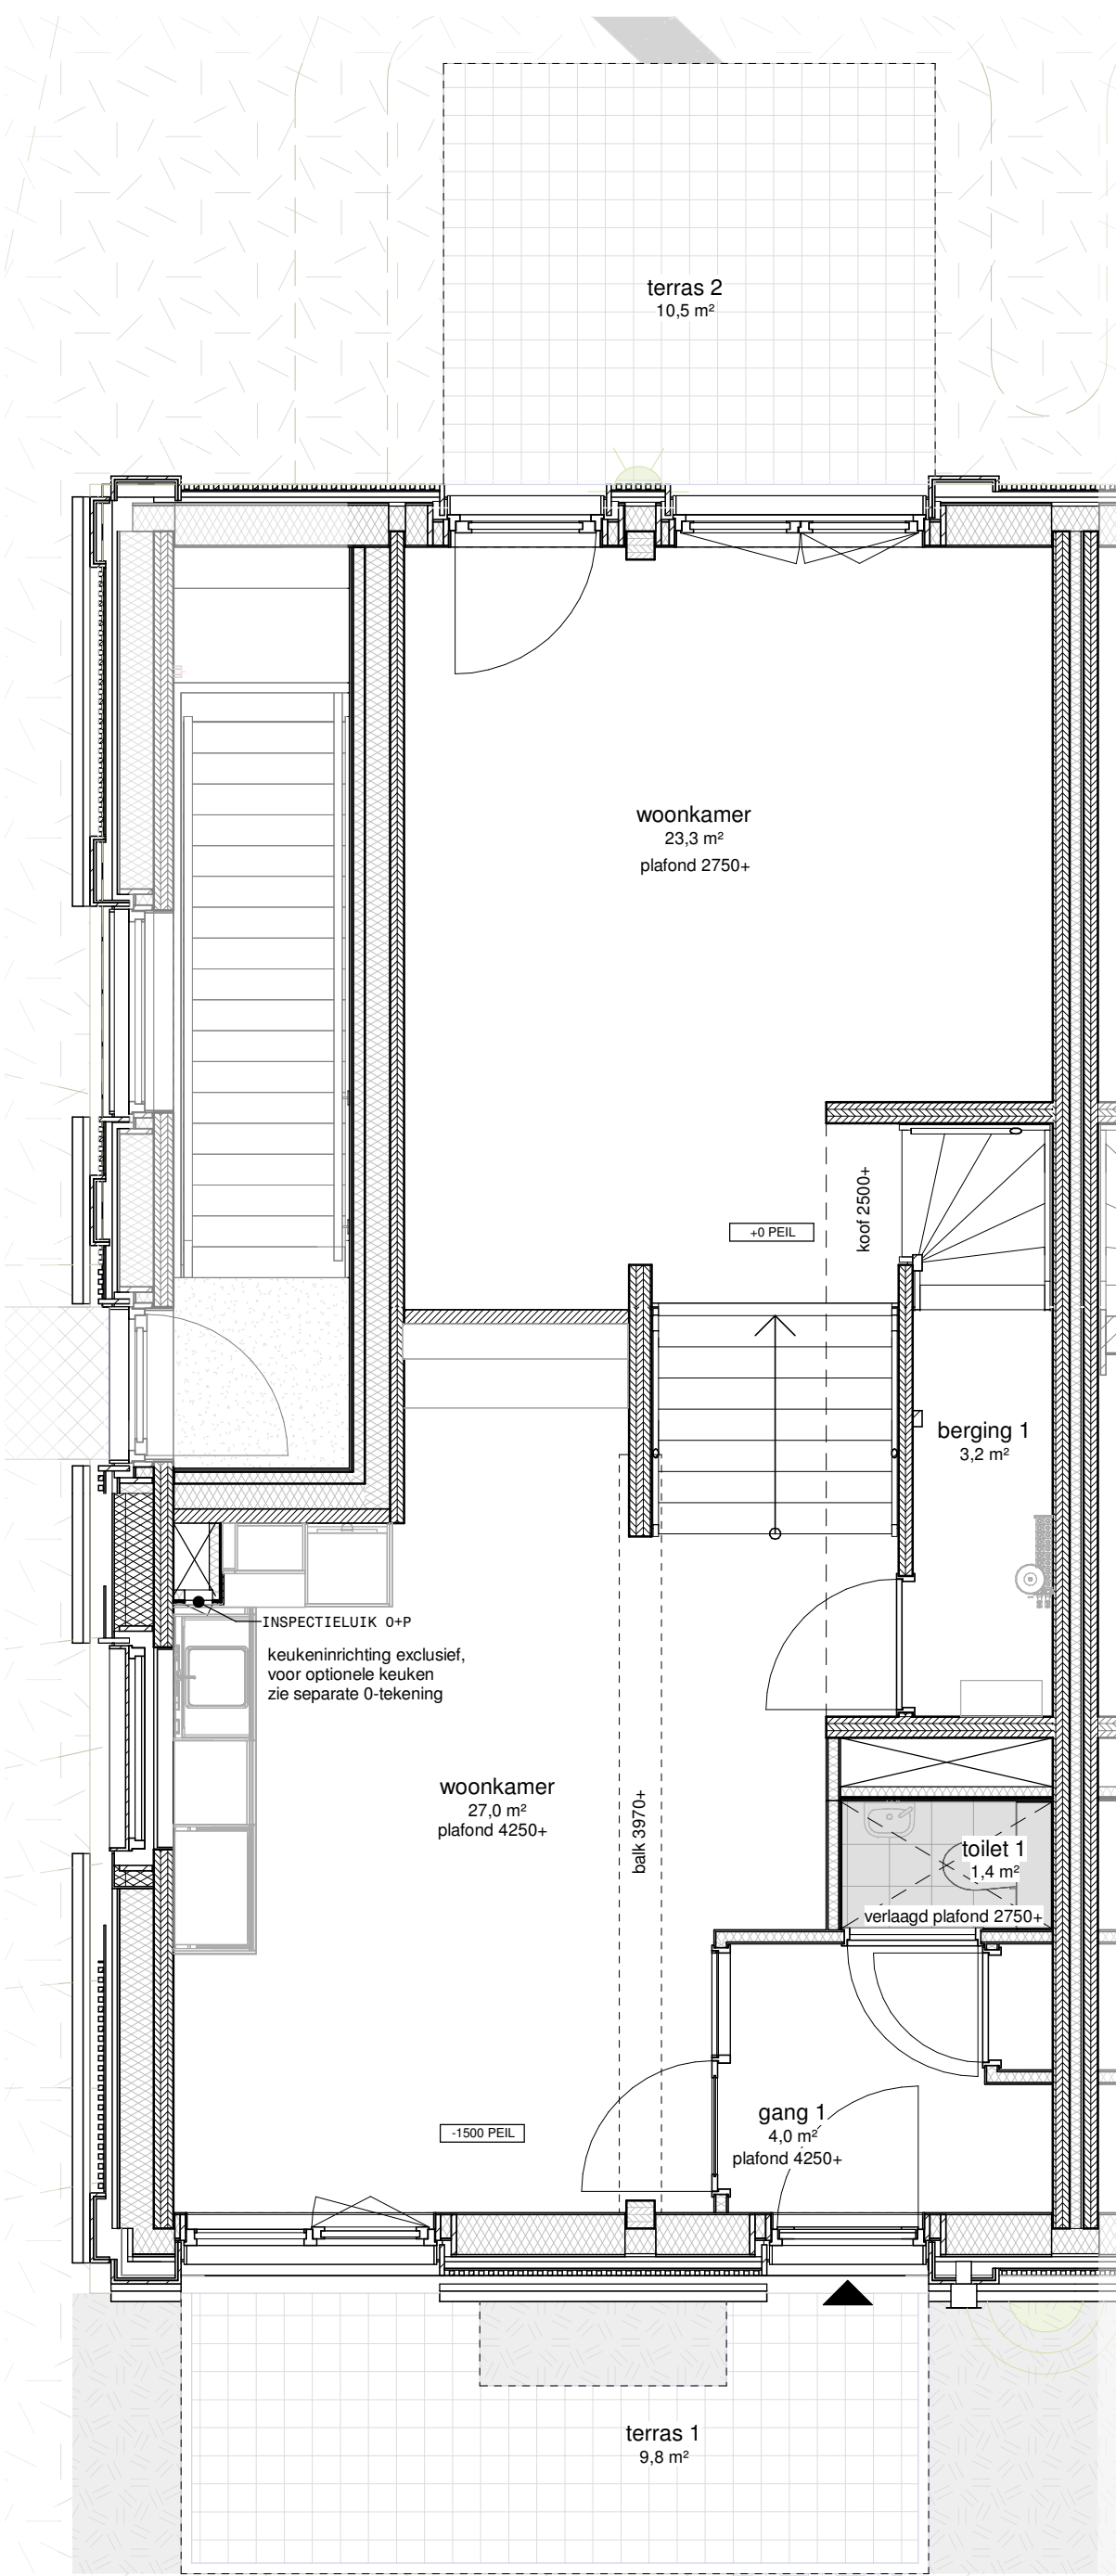 terras 2
10,5 m²
woonkamer
23,3 m²
plafond 2750+
koof 2500+
+0 PEIL
berging 1
3,2 m²
INSPECTIELUIK 0+P
keukeninrichting exclusief,
voor optionele keuken
zie separate 0-tekening
woonkamer
27,0 m²
plafond 4250+
balk 3970+
toilet 1
1,4 m²
verlaagd plafond 2750+
gang 1
4,0 m²
plafond 4250+
-1500 PEIL
terras 1
9,8 m²